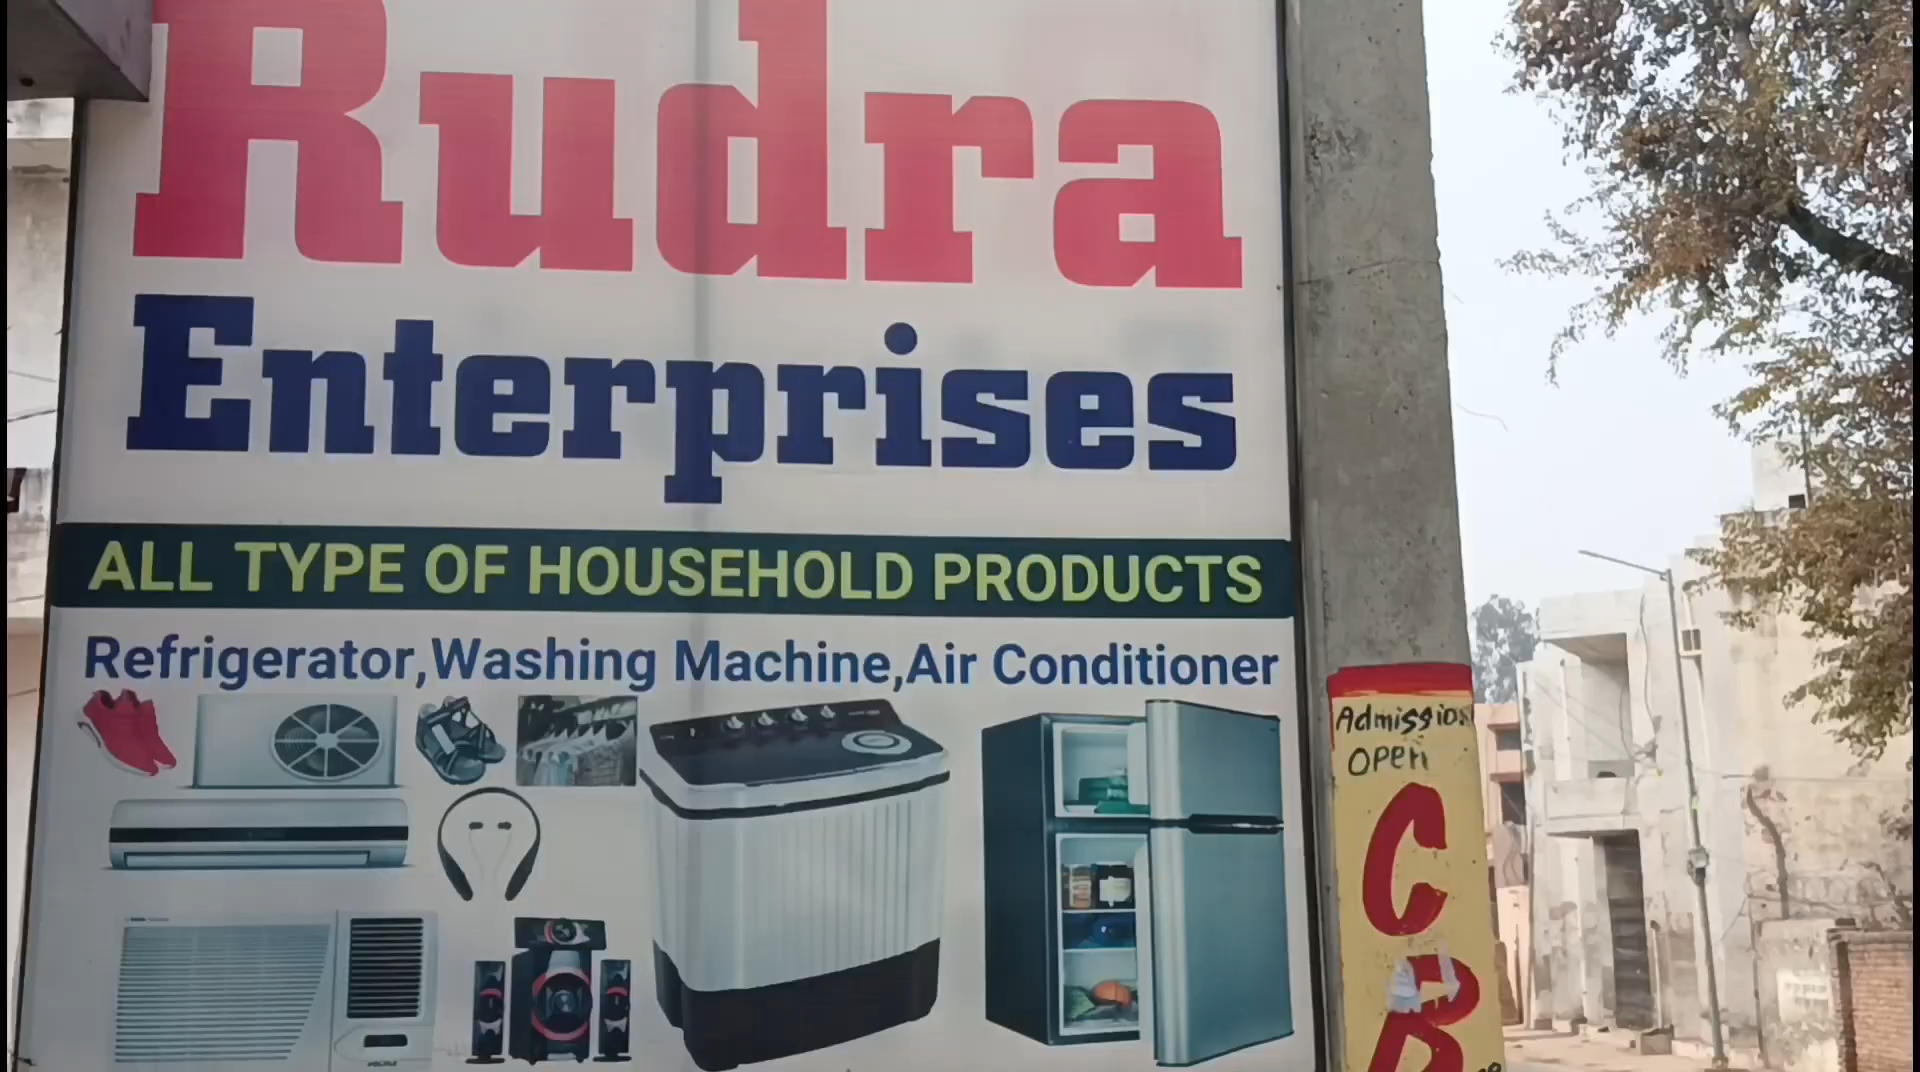 Rudra
Enterprises
ALL TYPE OF HOUSEHOLD PRODUCTS
Refrigerator,Washing Machine,Air Conditioner
Admission
open
C
B